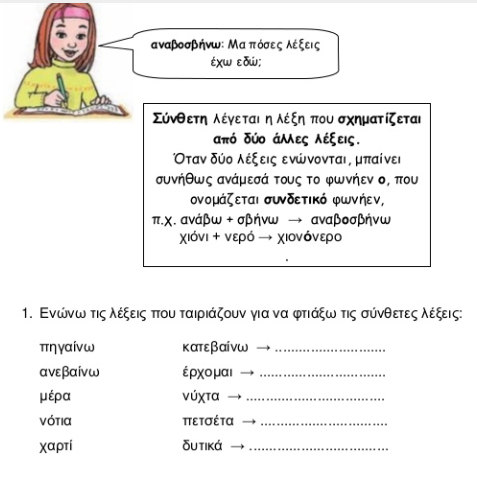 αναβοσβήνω: Μα πόσες λέξεις
έχω εδώ;
Σύνθετη λέγεται η λέξη που σχηματίζεται
από δύο άλλες λέξεις.
Όταν δύο λέξεις ενώνονται, μπαίνει
συνήθως ανάμεσά τους το φωνήεν ο, που
ονομάζεται συνδετικό φωνήεν,
π.χ. ανάβω + σβήνω → αναβοσβήνω
χιόνι + νερό → χιονόνερο
.
1. Ενώνω τις λέξεις που ταιριάζουν για να φτιάξω τις σύνθετες λέξεις:
πηγαίνω κατεβαίνω → ............................
ανεβαίνω έρχομαι → ................................
μέρα νύχτα → ...................................
νότια πετσέτα → ................................
χαρτί δυτικά → ...................................